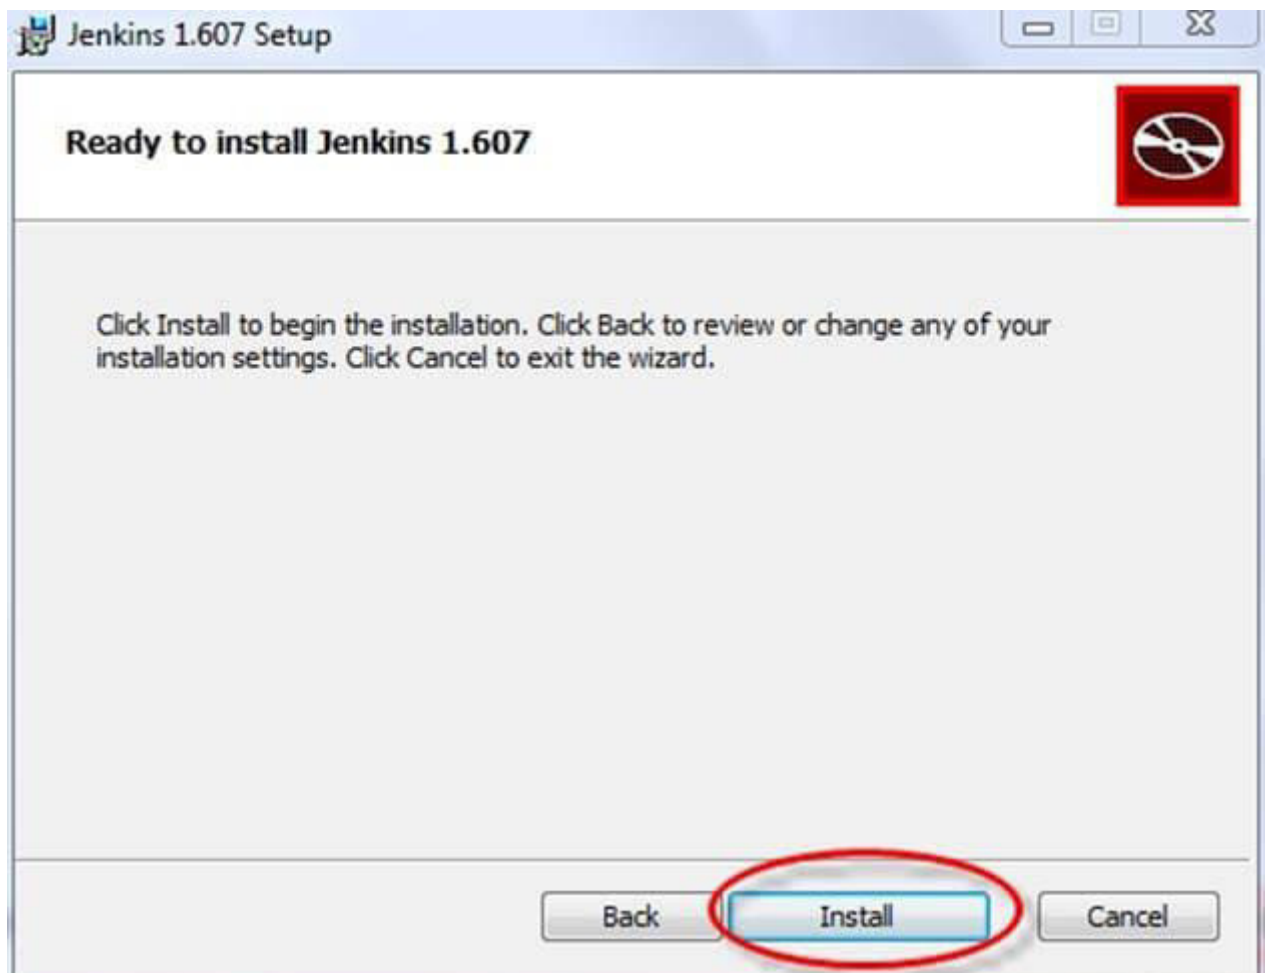 Jenkins 1.607 Setup
Ready to install Jenkins 1.607
Click Install to begin the installation. Click Back to review or change any of your
installation settings. Click Cancel to exit the wizard.
Back Install Cancel